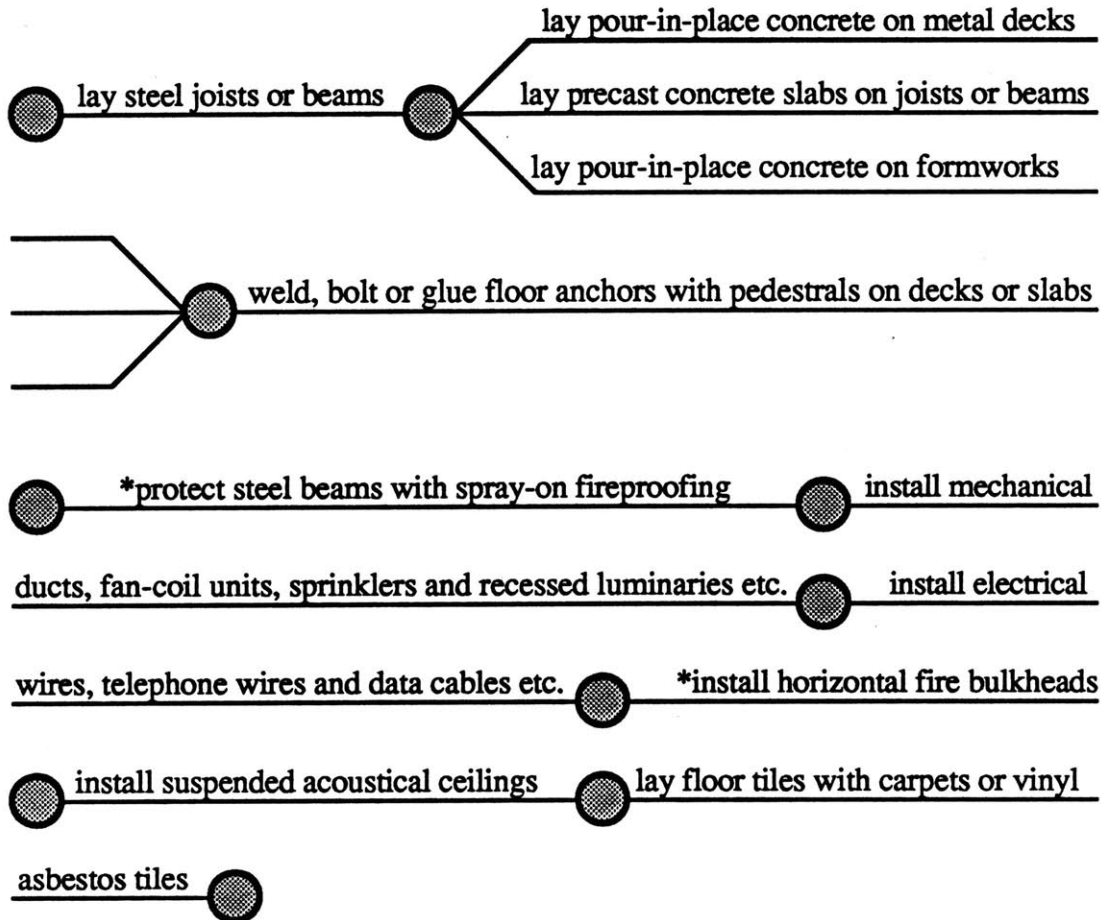 lay pour-in-place concrete on metal decks
lay steel joists or beams
lay precast concrete slabs on joists or beams
lay pour-in-place concrete on formworks
weld, bolt or glue floor anchors with pedestrals on decks or slabs
*protect steel beams with spray-on fireproofing
install mechanical
ducts, fan-coil units, sprinklers and recessed luminaries etc.
install electrical
wires, telephone wires and data cables etc.
*install horizontal fire bulkheads
install suspended acoustical ceilings
lay floor tiles with carpets or vinyl
asbestos tiles